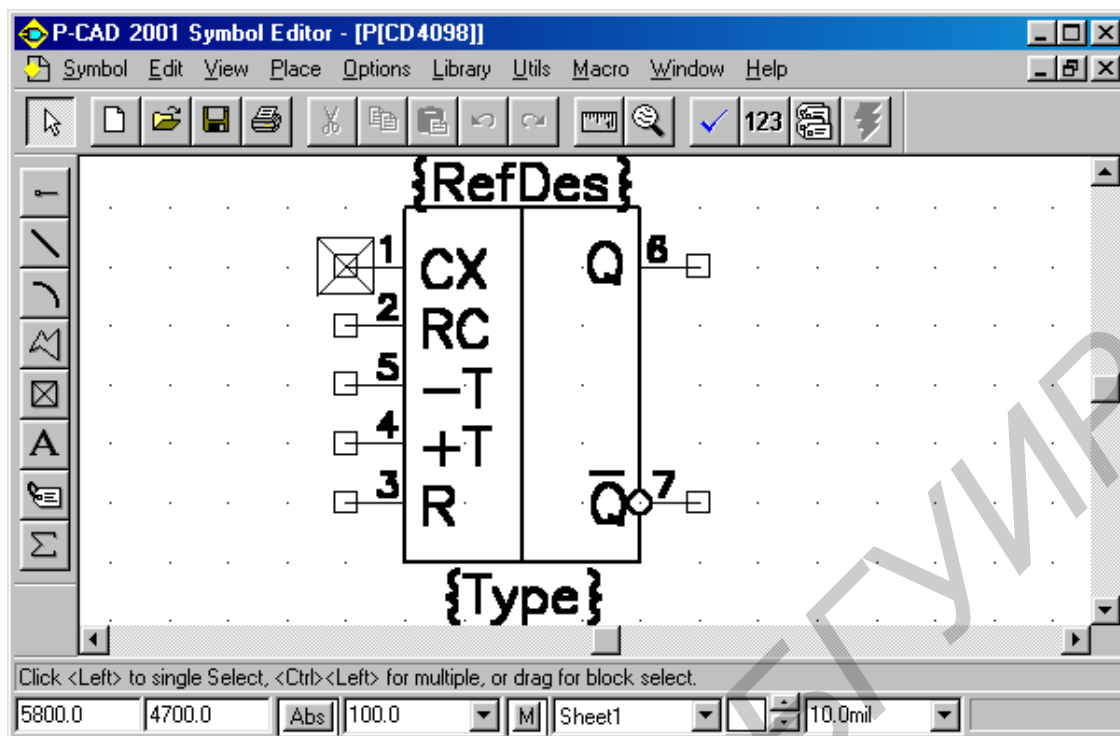 P-CAD 2001 Symbol Editor - [P[CD4098]]
Symbol Edit View Place Options Library Utils Macro Window Help
123
A
Σ
{RefDes}
1 CX Q 6
2 RC
5 −T
4 +T
3 R Q̅ 7
{Type}
БГУИР
Click <Left> to single Select, <Ctrl><Left> for multiple, or drag for block select.
5800.0 4700.0 Abs 100.0 M Sheet1 10.0mil